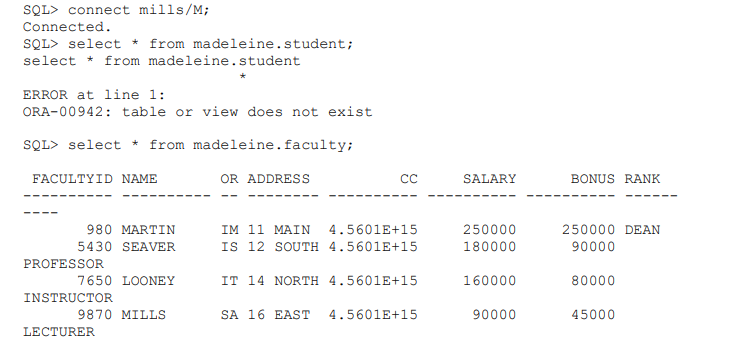 SQL> connect mills/M;
Connected.
SQL> select * from madeleine.student;
select * from madeleine.student
*
ERROR at line 1:
ORA-00942: table or view does not exist
SQL> select * from madeleine.faculty;
FACULTYID NAME OR ADDRESS CC SALARY BONUS RANK
---------- ---------- -- -------- ---------- ---------- ---------- ------
----
980 MARTIN IM 11 MAIN 4.5601E+15 250000 250000 DEAN
5430 SEAVER IS 12 SOUTH 4.5601E+15 180000 90000
PROFESSOR
7650 LOONEY IT 14 NORTH 4.5601E+15 160000 80000
INSTRUCTOR
9870 MILLS SA 16 EAST 4.5601E+15 90000 45000
LECTURER